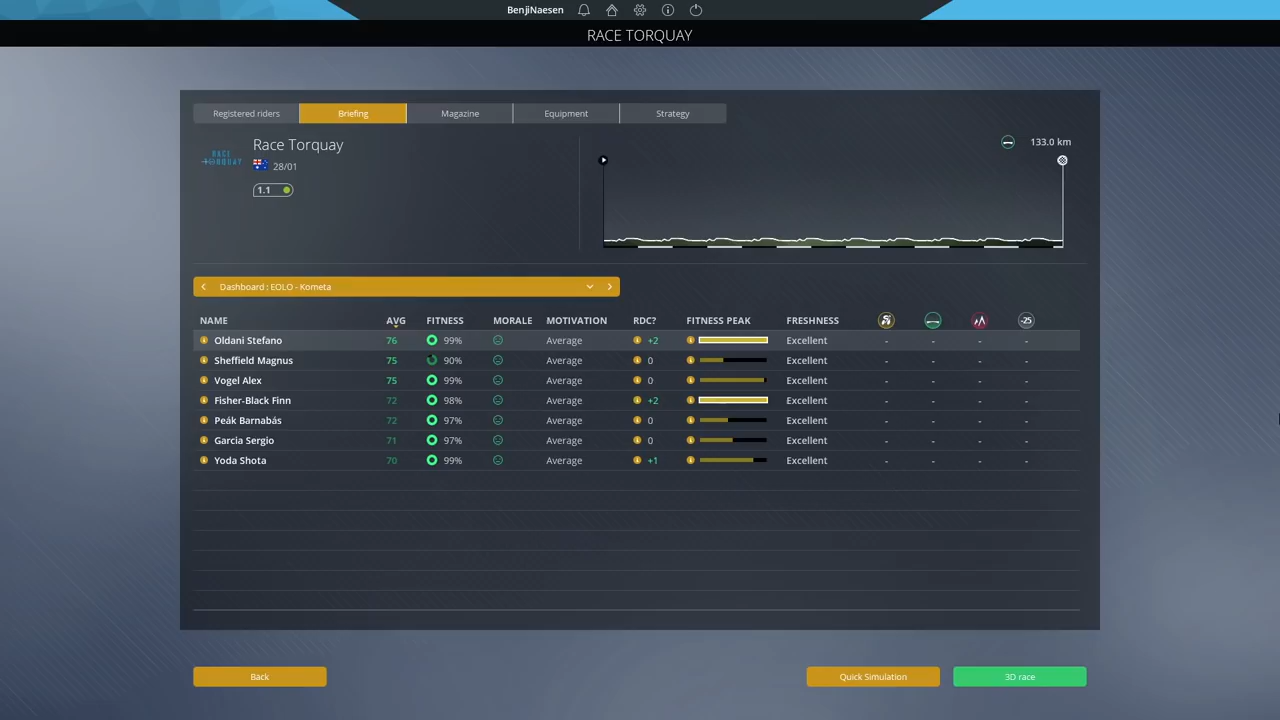 BenjiNaesen
RACE TORQUAY
Registered riders Briefing Magazine Equipment Strategy
RACE TORQUAY
Race Torquay
28/01
1.1
133.0 km
Dashboard : EOLO - Kometa
NAME AVG FITNESS MORALE MOTIVATION RDC? FITNESS PEAK FRESHNESS -25
Oldani Stefano 76 99% Average +2 Excellent - - - -
Sheffield Magnus 75 90% Average 0 Excellent - - - -
Vogel Alex 75 99% Average 0 Excellent - - - -
Fisher-Black Finn 72 98% Average +2 Excellent - - - -
Peák Barnabás 72 97% Average 0 Excellent - - - -
Garcia Sergio 71 97% Average 0 Excellent - - - -
Yoda Shota 70 99% Average +1 Excellent - - - -
Back Quick Simulation 3D race